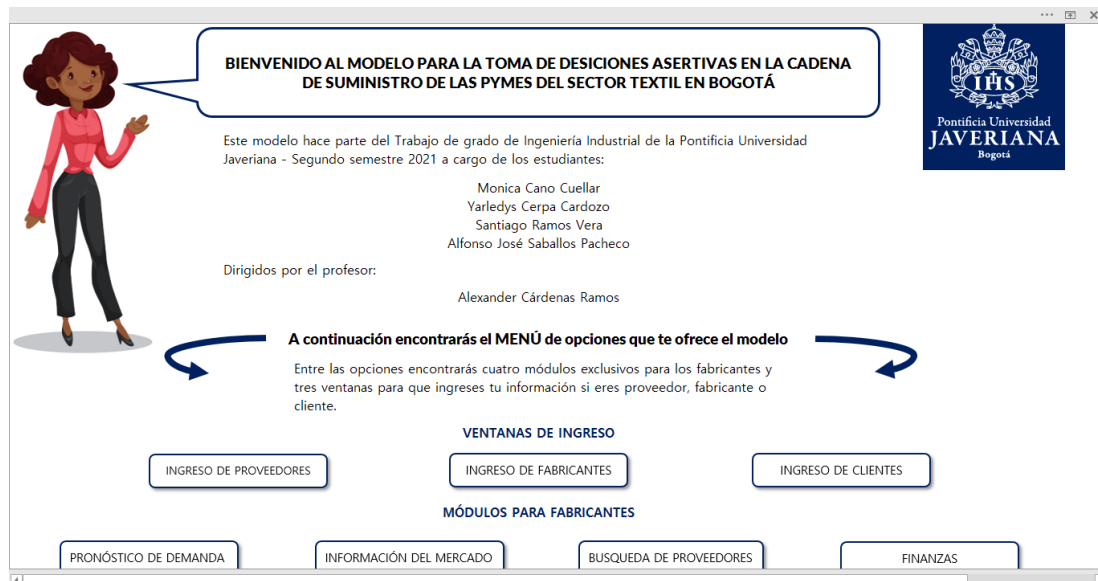 BIENVENIDO AL MODELO PARA LA TOMA DE DESICIONES ASERTIVAS EN LA CADENA
DE SUMINISTRO DE LAS PYMES DEL SECTOR TEXTIL EN BOGOTÁ
IHS
Pontificia Universidad
JAVERIANA
Bogotá
Este modelo hace parte del Trabajo de grado de Ingeniería Industrial de la Pontificia Universidad
Javeriana - Segundo semestre 2021 a cargo de los estudiantes:
Monica Cano Cuellar
Yarledys Cerpa Cardozo
Santiago Ramos Vera
Alfonso José Saballos Pacheco
Dirigidos por el profesor:
Alexander Cárdenas Ramos
A continuación encontrarás el MENÚ de opciones que te ofrece el modelo
Entre las opciones encontrarás cuatro módulos exclusivos para los fabricantes y
tres ventanas para que ingreses tu información si eres proveedor, fabricante o
cliente.
VENTANAS DE INGRESO
INGRESO DE PROVEEDORES
INGRESO DE FABRICANTES
INGRESO DE CLIENTES
MÓDULOS PARA FABRICANTES
PRONÓSTICO DE DEMANDA
INFORMACIÓN DEL MERCADO
BUSQUEDA DE PROVEEDORES
FINANZAS